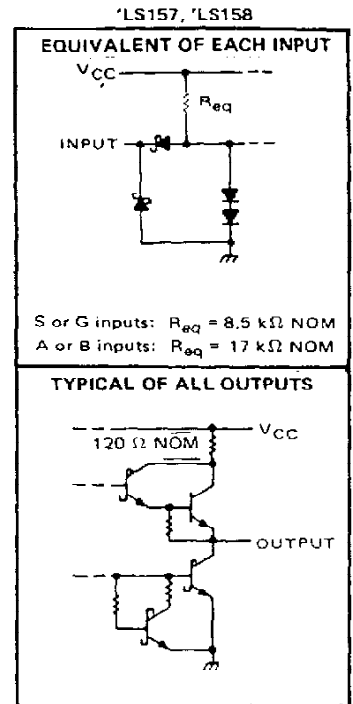 'LS157, 'LS158
EQUIVALENT OF EACH INPUT
VCC
Req
INPUT
S or G inputs: Req = 8.5 kΩ NOM
A or B inputs: Req = 17 kΩ NOM
TYPICAL OF ALL OUTPUTS
VCC
120 Ω NOM
OUTPUT